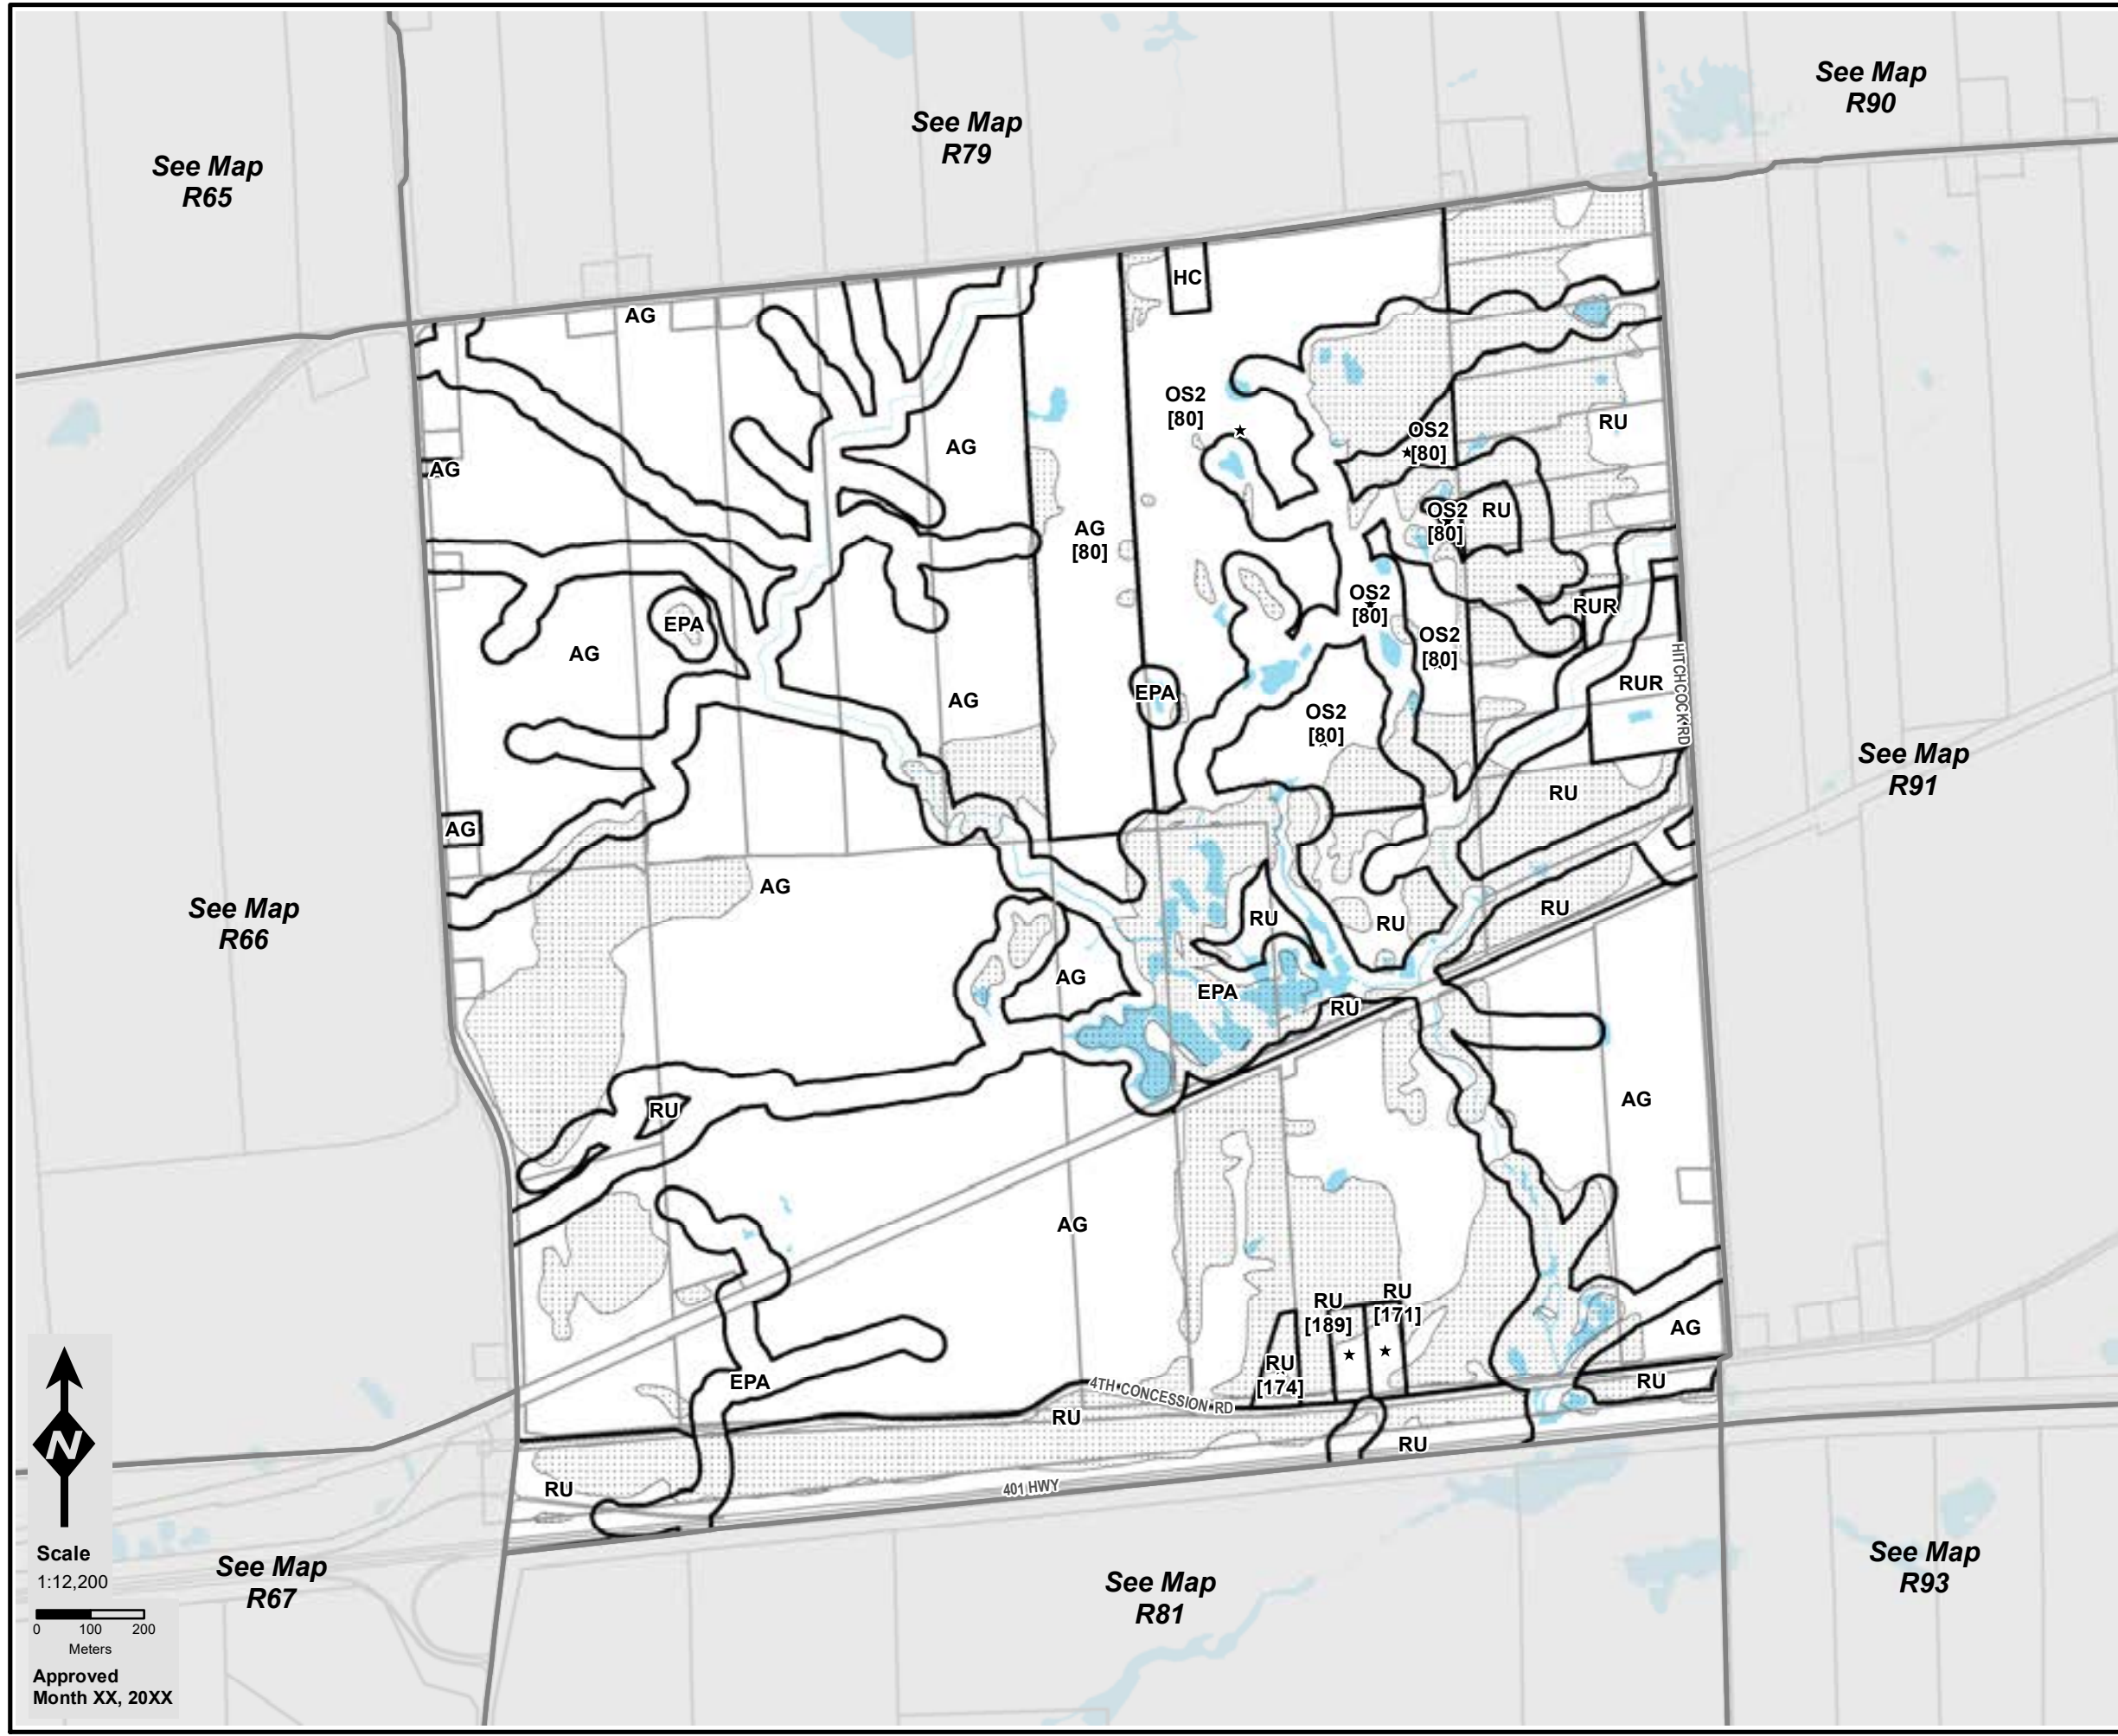 See Map
R90
See Map
R79
See Map
R65
HC
AG
OS2
[80]
RU
OS2
[80]
AG
AG
OS2
[80]
RU
AG
[80]
OS2
[80]
RUR
EPA
OS2
[80]
AG
RUR
HITCHCOCK RD
EPA
AG
OS2
[80]
See Map
R91
RU
AG
AG
See Map
R66
RU
RU
RU
AG
EPA
RU
AG
RU
AG
RU
[189]
RU
[171]
AG
RU
[174]
EPA
RU
4TH CONCESSION RD
RU
RU
401 HWY
RU
N
Scale
1:12,200
0 100 200
Meters
Approved
Month XX, 20XX
See Map
R67
See Map
R81
See Map
R93